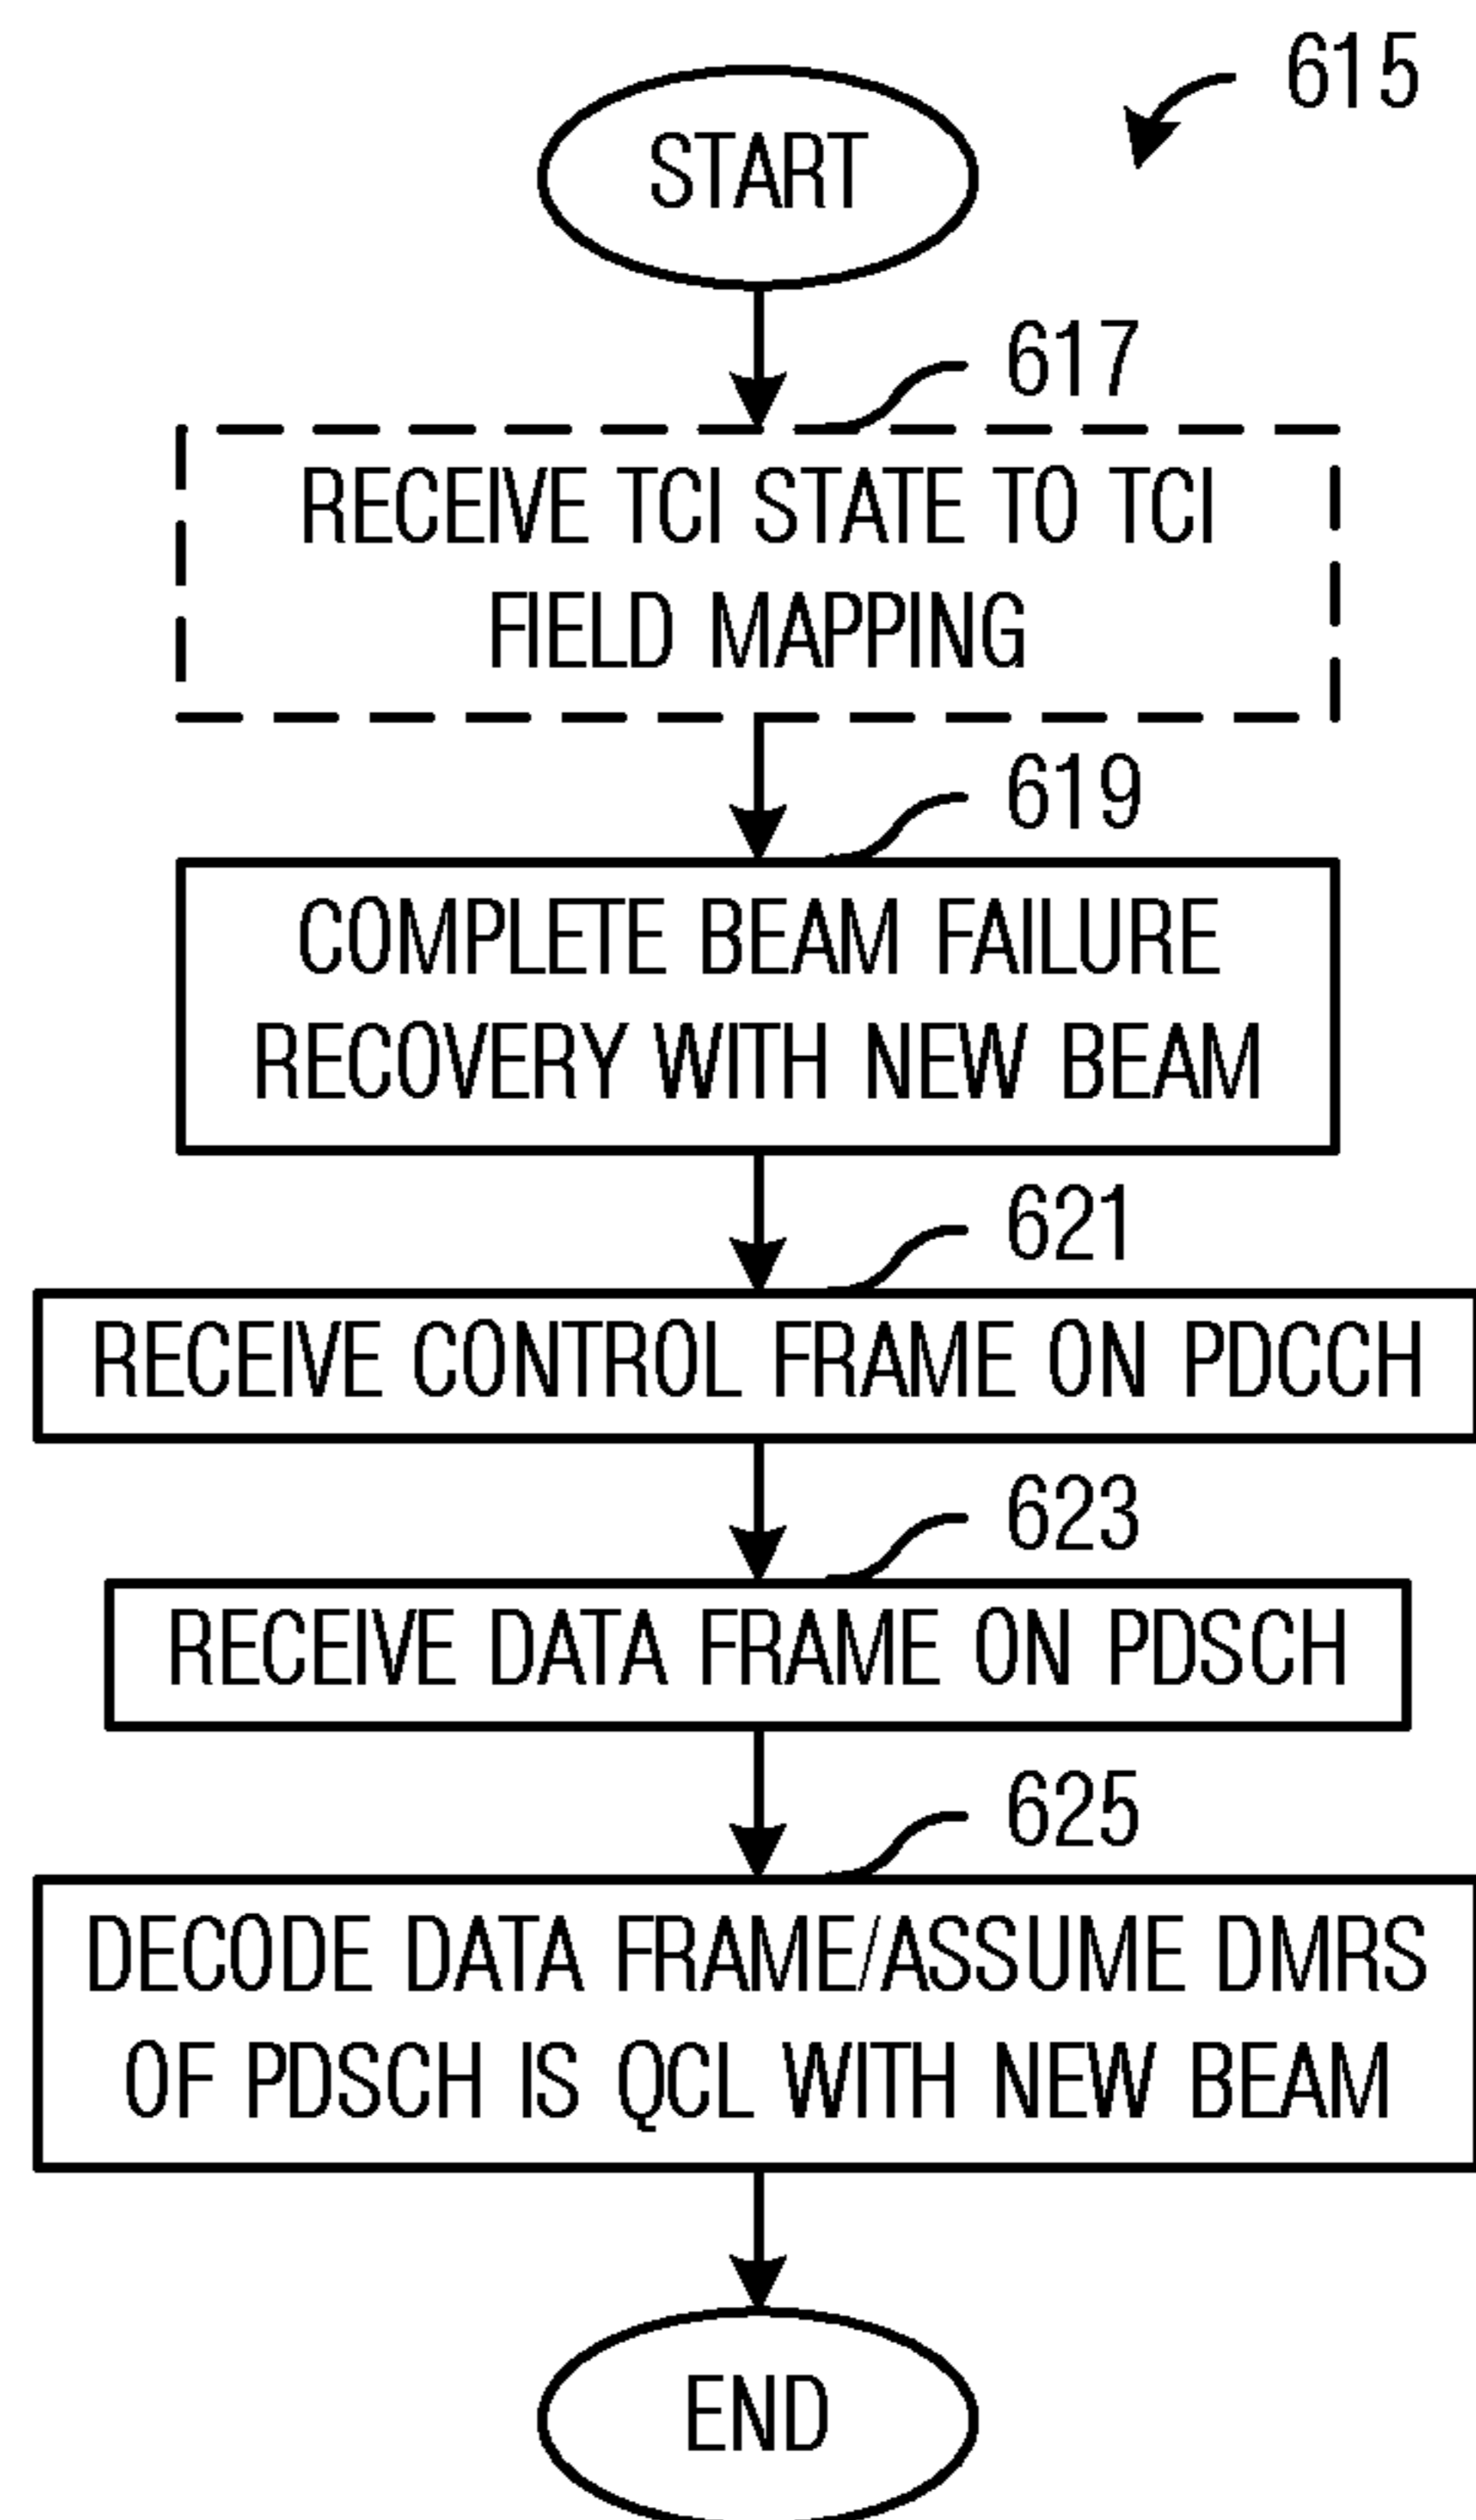 615
START
617
RECEIVE TCI STATE TO TCI
FIELD MAPPING
619
COMPLETE BEAM FAILURE
RECOVERY WITH NEW BEAM
621
RECEIVE CONTROL FRAME ON PDCCH
623
RECEIVE DATA FRAME ON PDSCH
625
DECODE DATA FRAME/ASSUME DMRS
OF PDSCH IS QCL WITH NEW BEAM
END